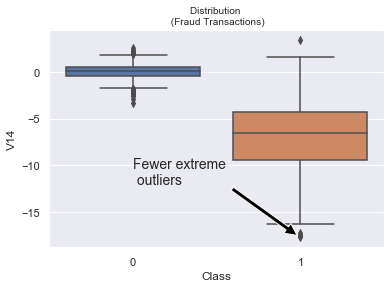 Distribution
(Fraud Transactions)
V14
0
−5
−10
−15
Fewer extreme
outliers
0
1
Class